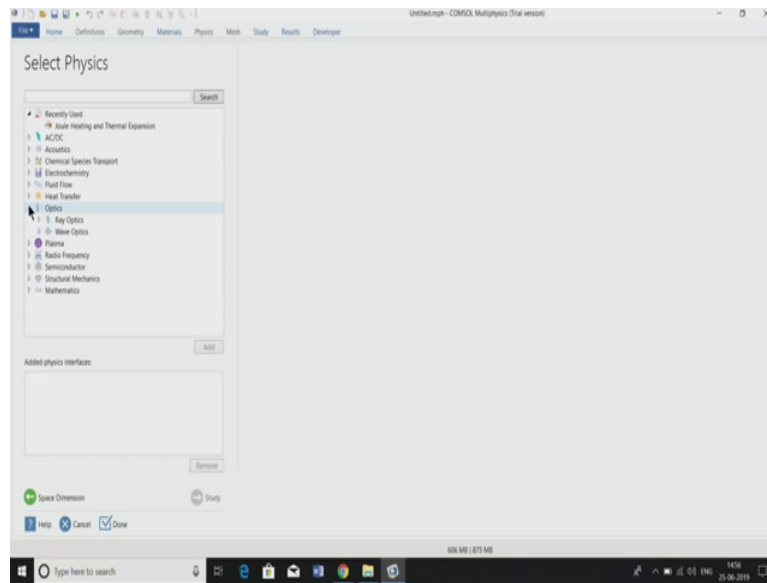 Untitled.mph - COMSOL Multiphysics (Trial version)
File Home Definitions Geometry Materials Physics Mesh Study Results Developer
Select Physics
Search
Recently Used
Joule Heating and Thermal Expansion
AC/DC
Acoustics
Chemical Species Transport
Electrochemistry
Fluid Flow
Heat Transfer
Optics
Ray Optics
Wave Optics
Plasma
Radio Frequency
Semiconductor
Structural Mechanics
Mathematics
Add
Added physics interfaces:
Remove
Space Dimension Study
Help Cancel Done
606 MB | 875 MB
Type here to search ENG 1456
25-06-2019